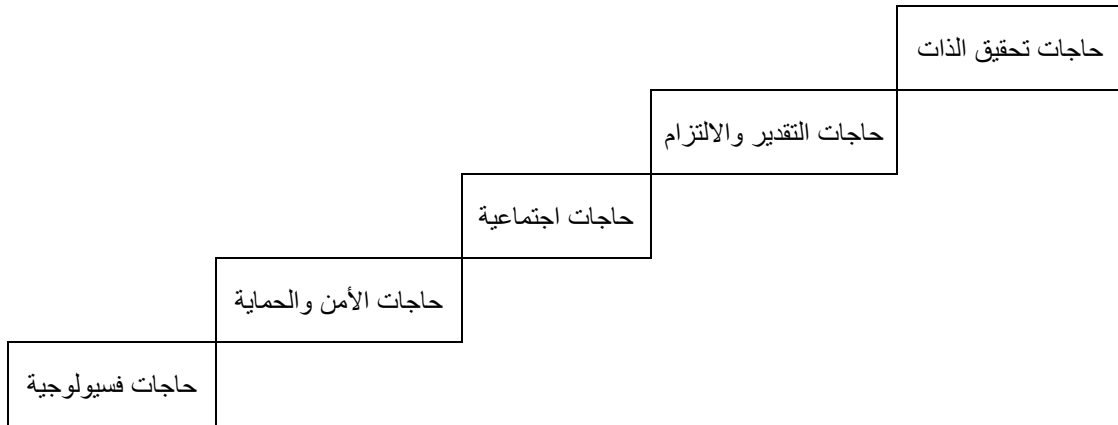 حاجات تحقيق الذات
حاجات التقدير والالتزام
حاجات اجتماعية
حاجات الأمن والحماية
حاجات فسيولوجية